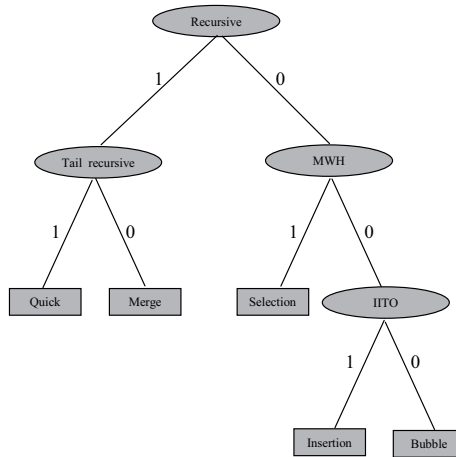 Recursive
1
0
Tail recursive
MWH
1
0
1
0
Quick
Merge
Selection
IITO
1
0
Insertion
Bubble